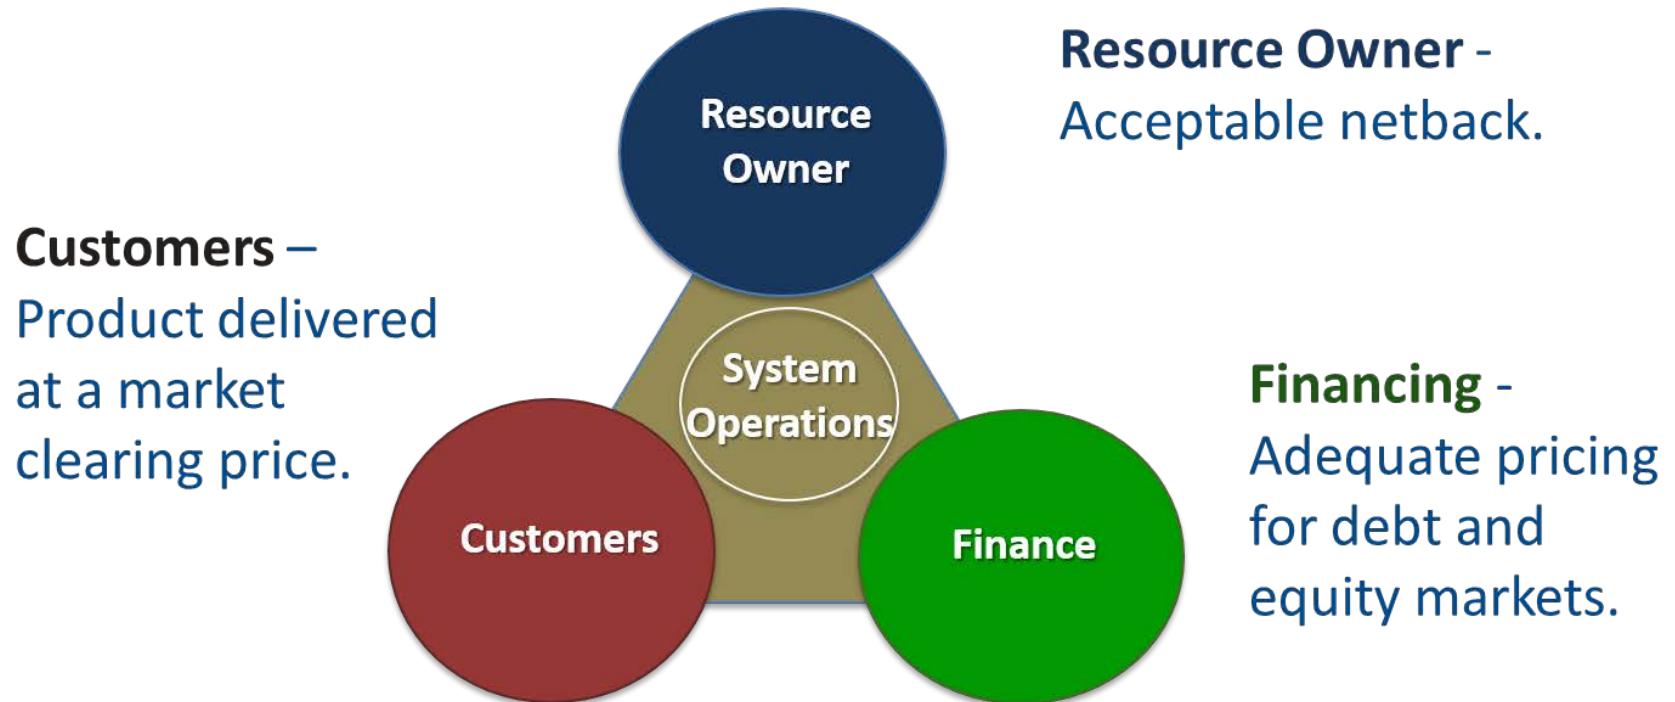 Resource Owner -
Acceptable netback.
Resource
Owner
Customers –
Product delivered
at a market
clearing price.
System
Operations
Financing -
Adequate pricing
for debt and
equity markets.
Customers
Finance